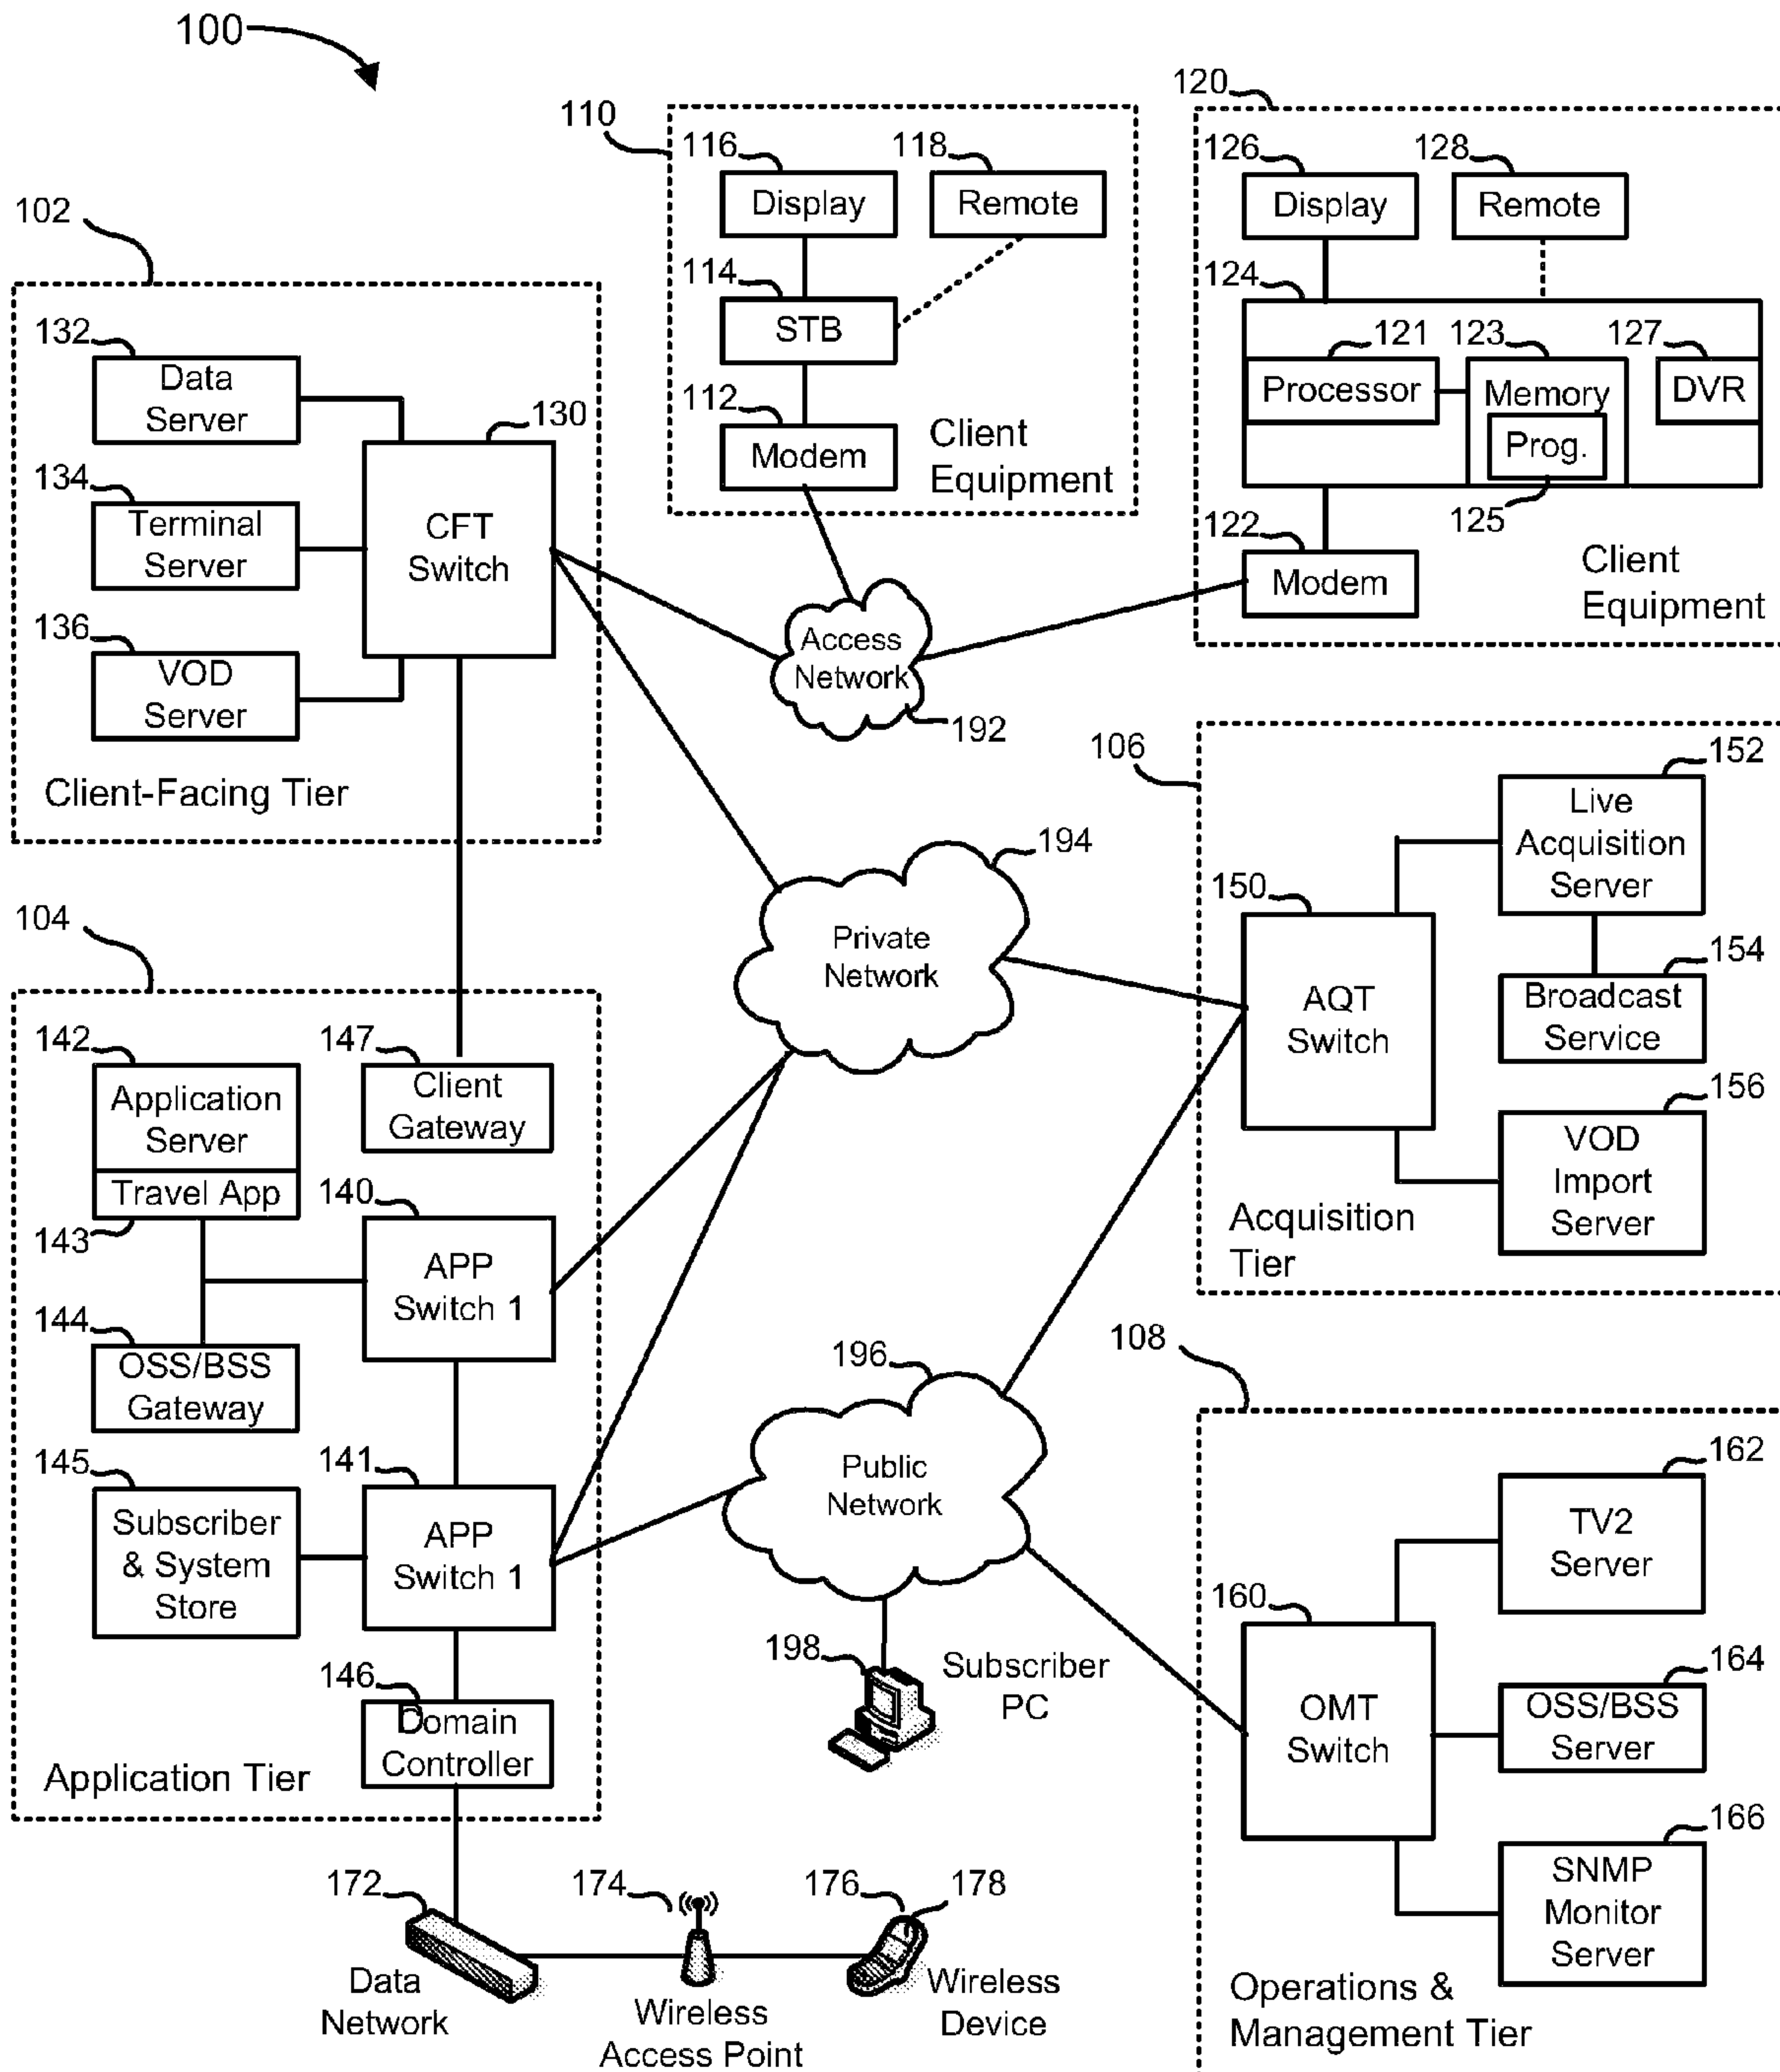 100
110
116
118
Display
Remote
114
STB
112
Modem
Client
Equipment
120
126
128
Display
Remote
124
121
123
127
Processor
Memory
DVR
Prog.
125
122
Modem
Client
Equipment
102
132
Data
Server
130
134
Terminal
Server
CFT
Switch
136
VOD
Server
Client-Facing Tier
Access
Network
192
194
Private
Network
106
152
Live
Acquisition
Server
150
AQT
Switch
154
Broadcast
Service
156
VOD
Import
Server
Acquisition
Tier
104
142
Application
Server
Travel App
143
147
Client
Gateway
140
APP
Switch 1
144
OSS/BSS
Gateway
145
Subscriber
& System
Store
141
APP
Switch 1
146
Domain
Controller
Application Tier
196
Public
Network
198
Subscriber
PC
108
162
TV2
Server
160
OMT
Switch
164
OSS/BSS
Server
166
SNMP
Monitor
Server
Operations &
Management Tier
172
Data
Network
174
Wireless
Access Point
176
178
Wireless
Device